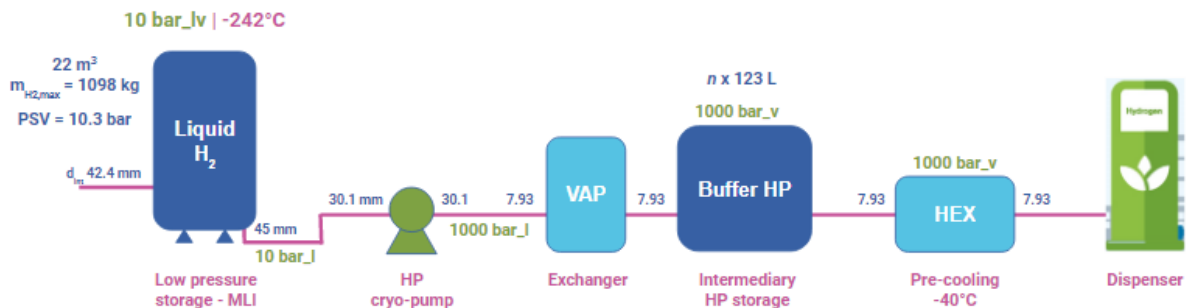 10 bar_lv | -242°C
22 m³
m_H2,max = 1098 kg
PSV = 10.3 bar
Liquid
H₂
d_int 42.4 mm
45 mm
10 bar_l
Low pressure
storage - MLI
30.1 mm
30.1
1000 bar_l
HP
cryo-pump
7.93
VAP
7.93
Exchanger
n x 123 L
1000 bar_v
Buffer HP
Intermediary
HP storage
7.93
1000 bar_v
HEX
7.93
Pre-cooling
-40°C
Hydrogen
Dispenser